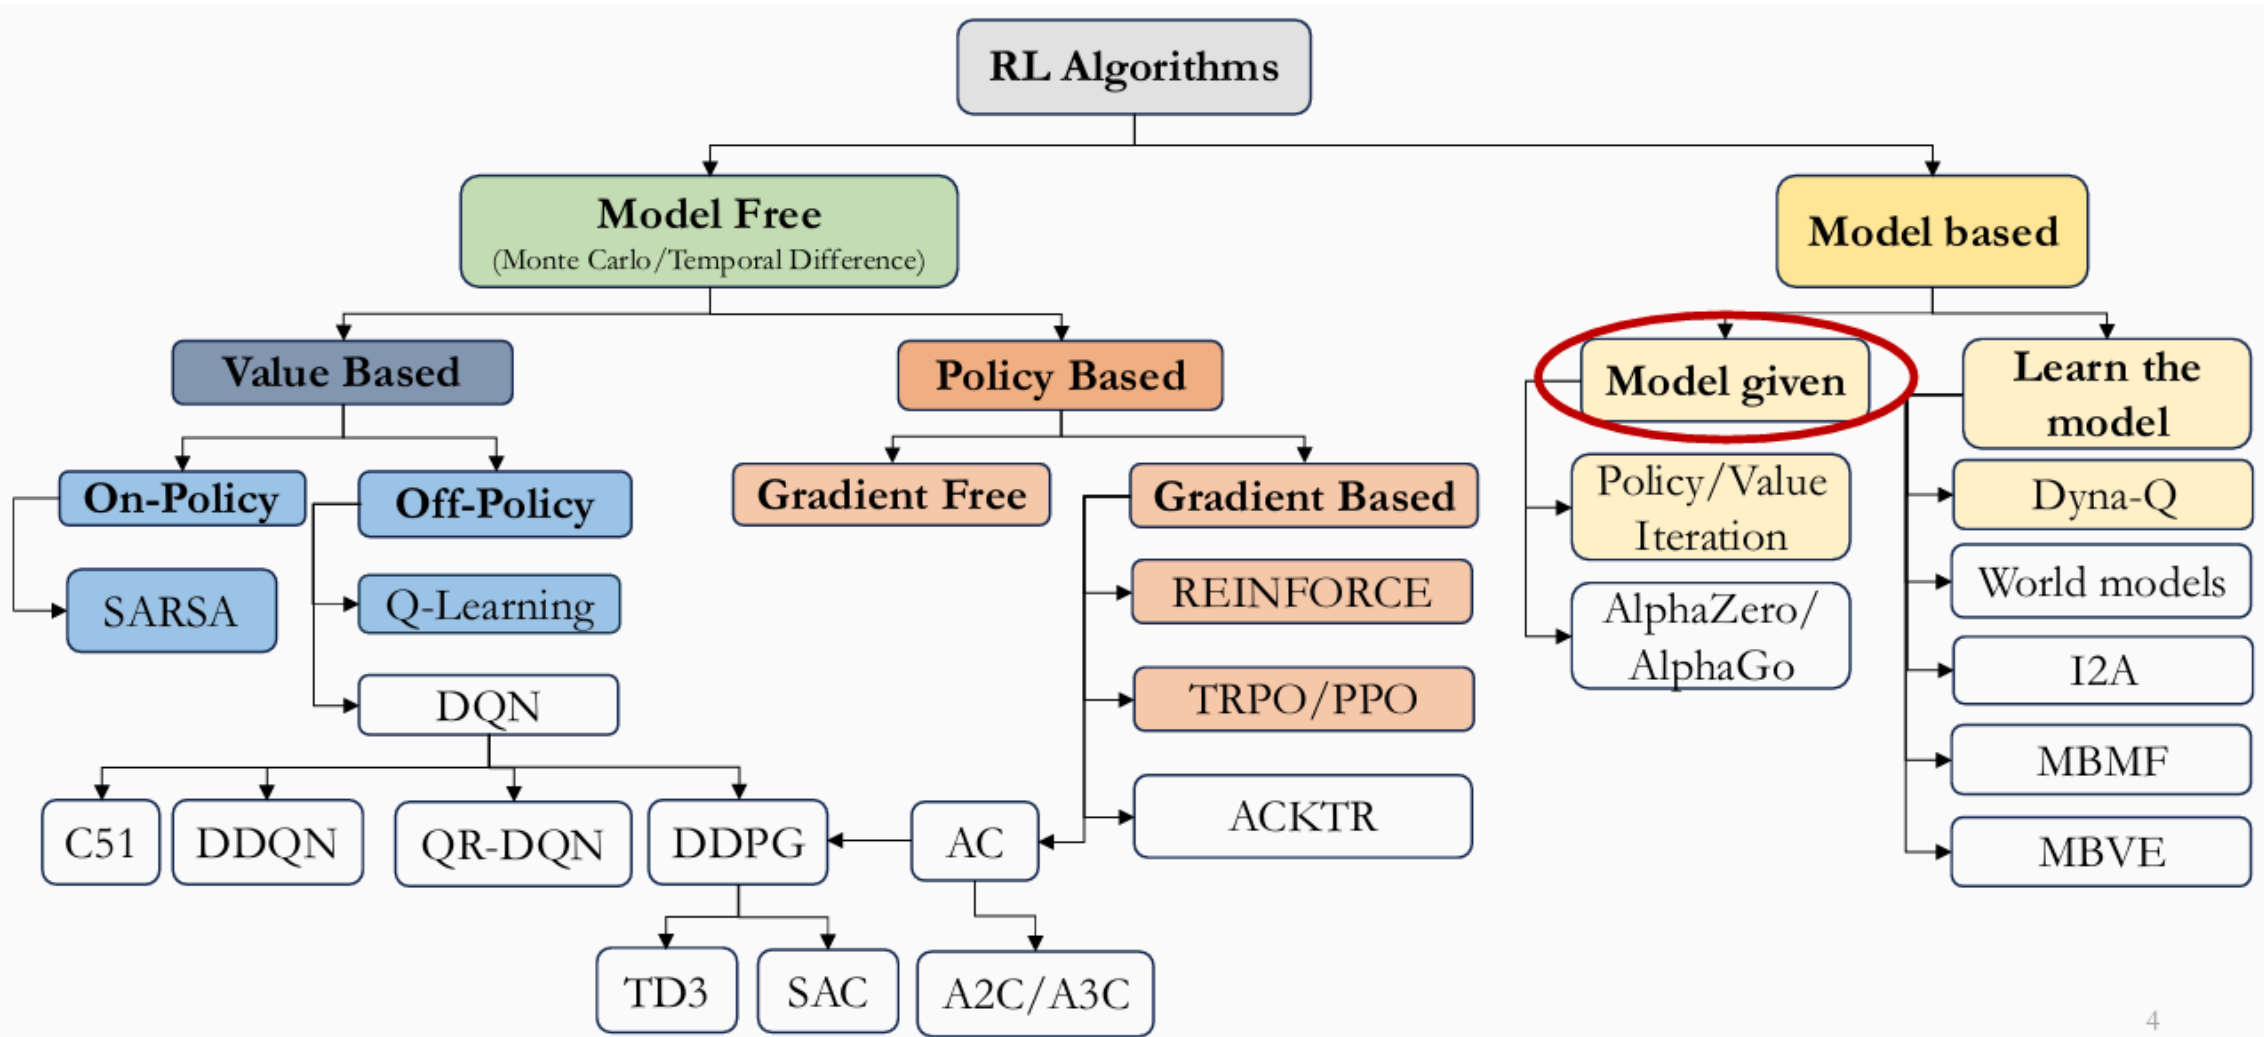 RL Algorithms
Model Free
(Monte Carlo/Temporal Difference)
Model based
Value Based
Policy Based
Model given
Learn the
model
On-Policy
Off-Policy
Gradient Free
Gradient Based
Policy/Value
Iteration
Dyna-Q
SARSA
Q-Learning
REINFORCE
AlphaZero/
AlphaGo
World models
DQN
TRPO/PPO
I2A
MBMF
C51
DDQN
QR-DQN
DDPG
AC
ACKTR
MBVE
TD3
SAC
A2C/A3C
4